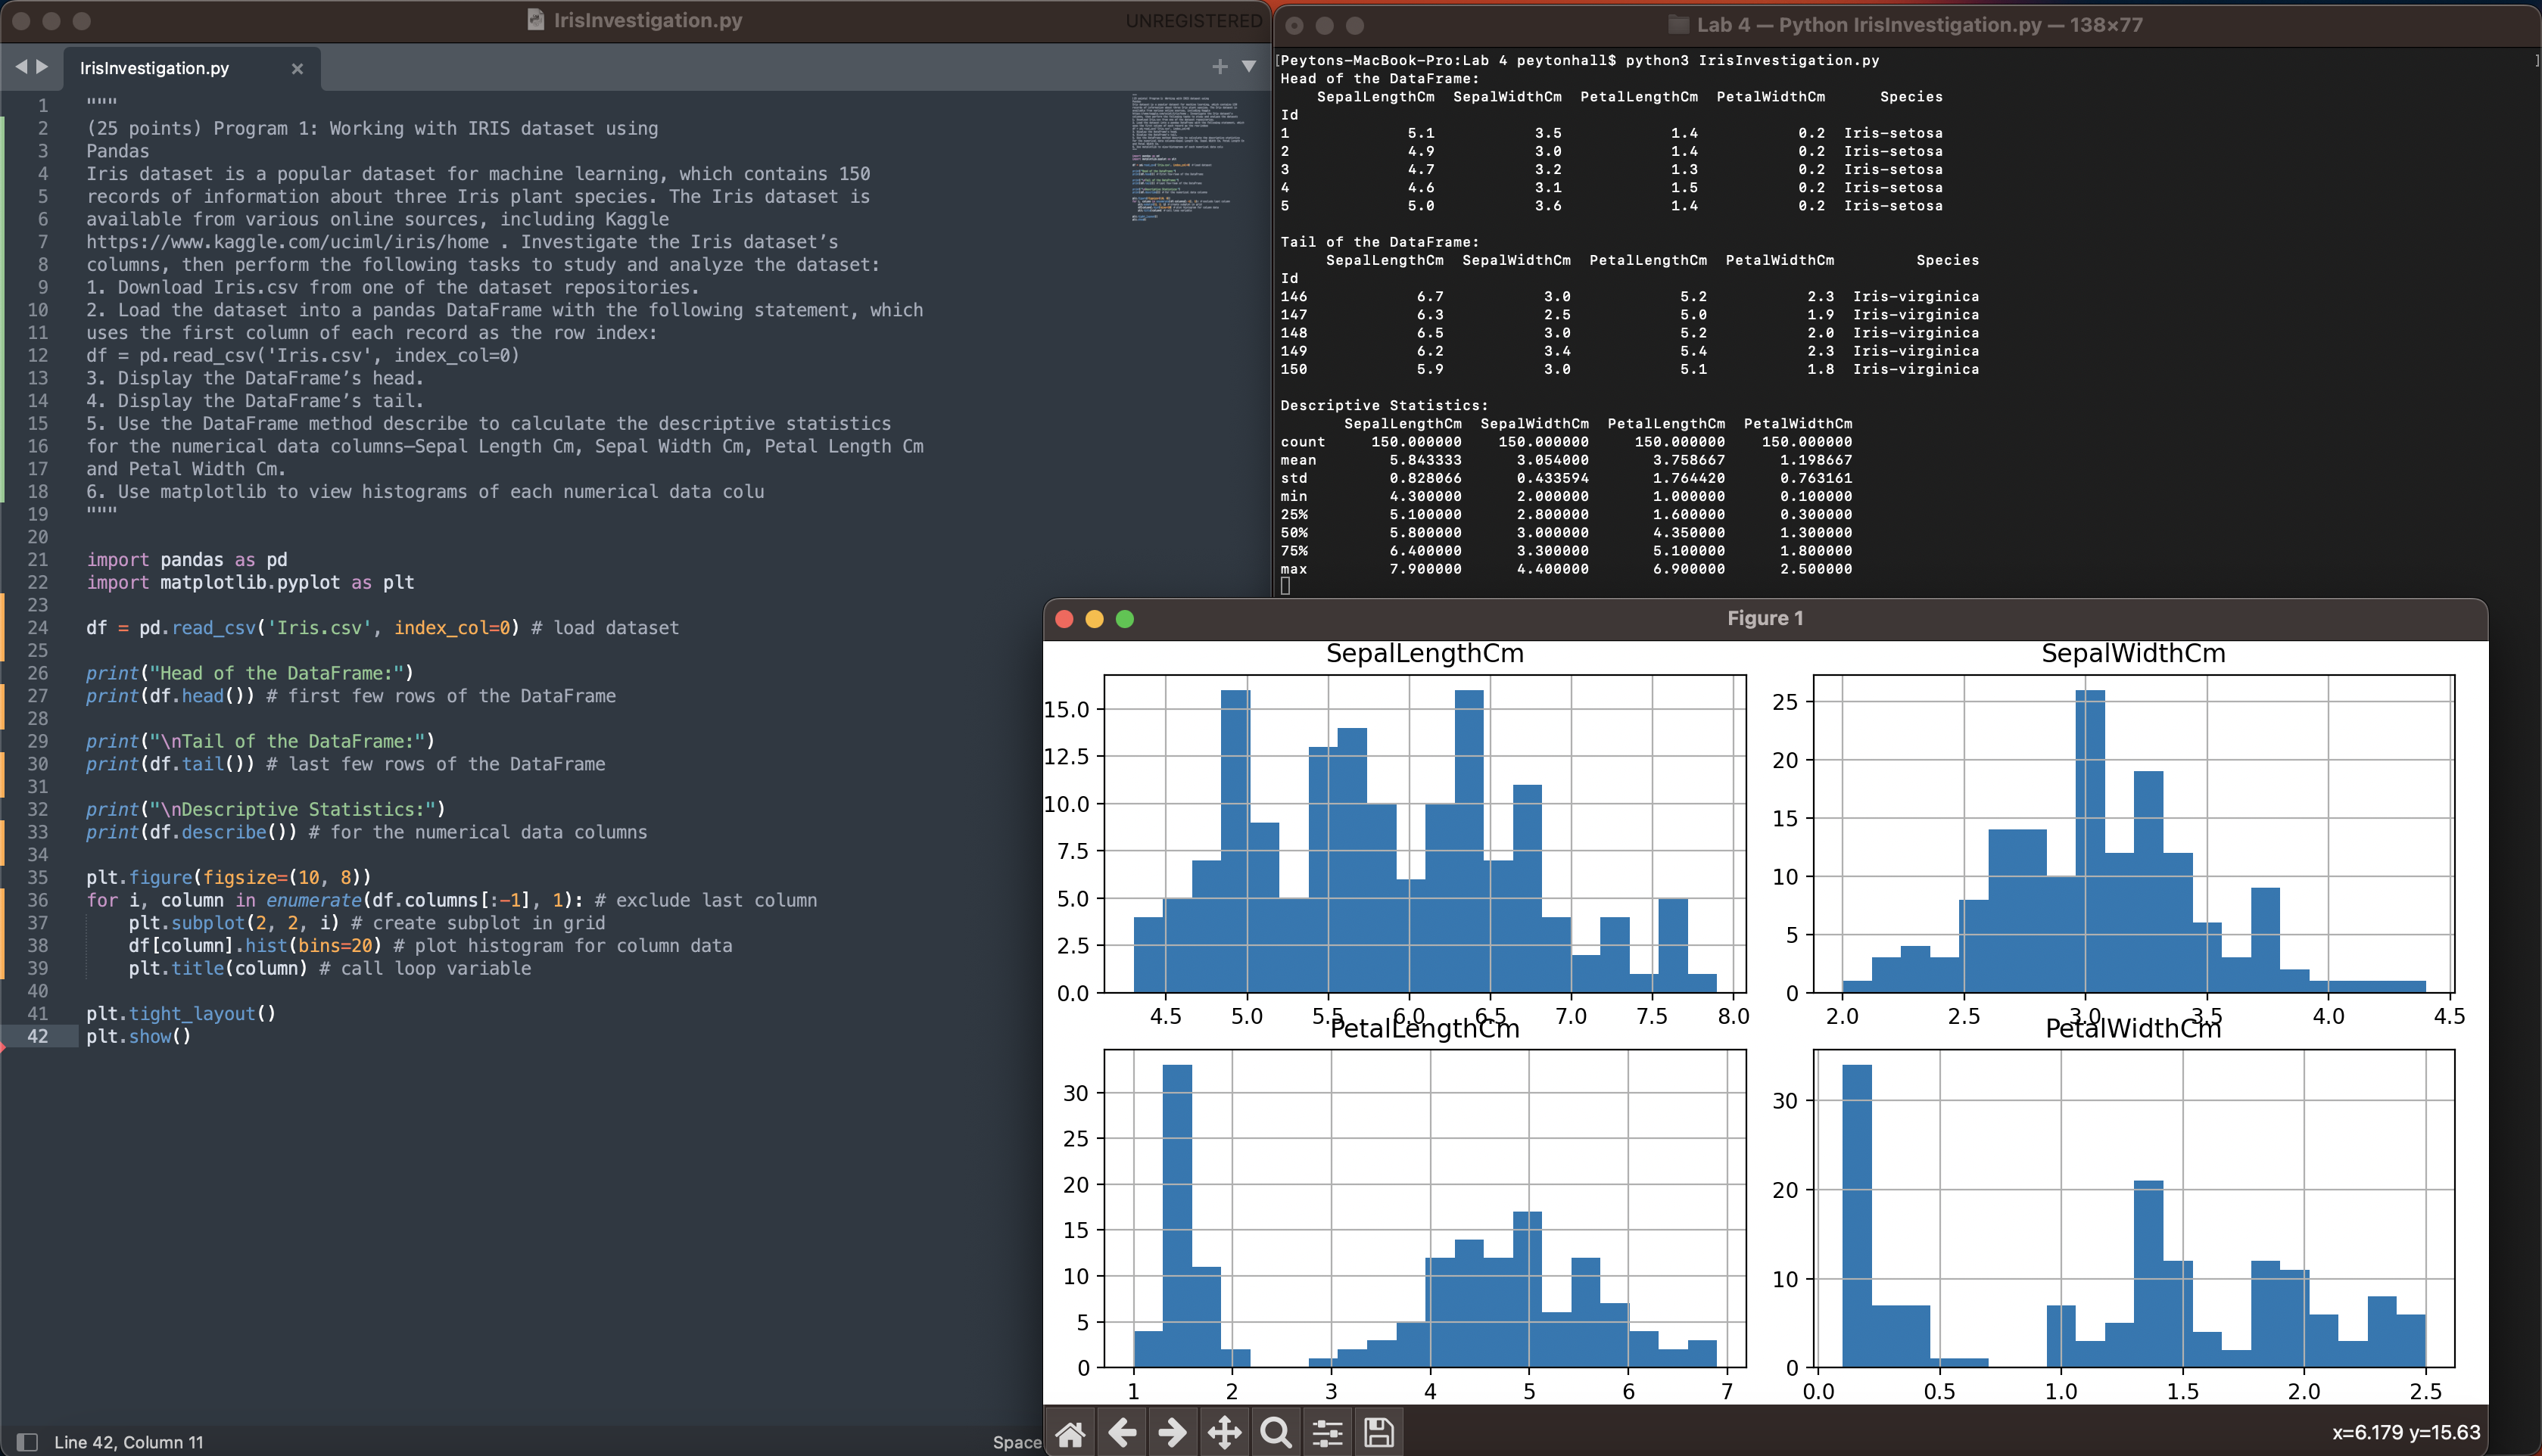 IrisInvestigation.py
UNREGISTERED
IrisInvestigation.py
1 """
2 (25 points) Program 1: Working with IRIS dataset using
3 Pandas
4 Iris dataset is a popular dataset for machine learning, which contains 150
5 records of information about three Iris plant species. The Iris dataset is
6 available from various online sources, including Kaggle
7 https://www.kaggle.com/uciml/iris/home . Investigate the Iris dataset’s
8 columns, then perform the following tasks to study and analyze the dataset:
9 1. Download Iris.csv from one of the dataset repositories.
10 2. Load the dataset into a pandas DataFrame with the following statement, which
11 uses the first column of each record as the row index:
12 df = pd.read_csv('Iris.csv', index_col=0)
13 3. Display the DataFrame’s head.
14 4. Display the DataFrame’s tail.
15 5. Use the DataFrame method describe to calculate the descriptive statistics
16 for the numerical data columns—Sepal Length Cm, Sepal Width Cm, Petal Length Cm
17 and Petal Width Cm.
18 6. Use matplotlib to view histograms of each numerical data colu
19 """
20
21 import pandas as pd
22 import matplotlib.pyplot as plt
23
24 df = pd.read_csv('Iris.csv', index_col=0) # load dataset
25
26 print("Head of the DataFrame:")
27 print(df.head()) # first few rows of the DataFrame
28
29 print("\nTail of the DataFrame:")
30 print(df.tail()) # last few rows of the DataFrame
31
32 print("\nDescriptive Statistics:")
33 print(df.describe()) # for the numerical data columns
34
35 plt.figure(figsize=(10, 8))
36 for i, column in enumerate(df.columns[:-1], 1): # exclude last column
37 plt.subplot(2, 2, i) # create subplot in grid
38 df[column].hist(bins=20) # plot histogram for column data
39 plt.title(column) # call loop variable
40
41 plt.tight_layout()
42 plt.show()
Line 42, Column 11
Space
Lab 4 — Python IrisInvestigation.py — 138×77
[Peytons-MacBook-Pro:Lab 4 peytonhall$ python3 IrisInvestigation.py ]
Head of the DataFrame:
SepalLengthCm SepalWidthCm PetalLengthCm PetalWidthCm Species
Id
1 5.1 3.5 1.4 0.2 Iris-setosa
2 4.9 3.0 1.4 0.2 Iris-setosa
3 4.7 3.2 1.3 0.2 Iris-setosa
4 4.6 3.1 1.5 0.2 Iris-setosa
5 5.0 3.6 1.4 0.2 Iris-setosa
Tail of the DataFrame:
SepalLengthCm SepalWidthCm PetalLengthCm PetalWidthCm Species
Id
146 6.7 3.0 5.2 2.3 Iris-virginica
147 6.3 2.5 5.0 1.9 Iris-virginica
148 6.5 3.0 5.2 2.0 Iris-virginica
149 6.2 3.4 5.4 2.3 Iris-virginica
150 5.9 3.0 5.1 1.8 Iris-virginica
Descriptive Statistics:
SepalLengthCm SepalWidthCm PetalLengthCm PetalWidthCm
count 150.000000 150.000000 150.000000 150.000000
mean 5.843333 3.054000 3.758667 1.198667
std 0.828066 0.433594 1.764420 0.763161
min 4.300000 2.000000 1.000000 0.100000
25% 5.100000 2.800000 1.600000 0.300000
50% 5.800000 3.000000 4.350000 1.300000
75% 6.400000 3.300000 5.100000 1.800000
max 7.900000 4.400000 6.900000 2.500000
Figure 1
SepalLengthCm
15.0
12.5
10.0
7.5
5.0
2.5
0.0
4.5 5.0 5.5 6.0 6.5 7.0 7.5 8.0
SepalWidthCm
25
20
15
10
5
0
2.0 2.5 3.0 3.5 4.0 4.5
PetalLengthCm
30
25
20
15
10
5
0
1 2 3 4 5 6 7
PetalWidthCm
30
20
10
0
0.0 0.5 1.0 1.5 2.0 2.5
x=6.179 y=15.63